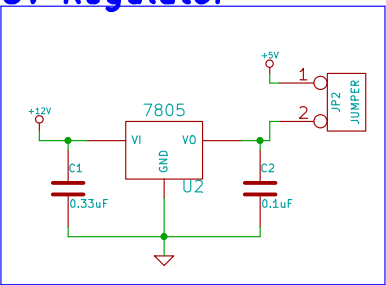 5V Regulator
+5V
1
JP2
JUMPER
2
+12V
7805
VI
VO
GND
U2
C1
0.33uF
C2
0.1uF